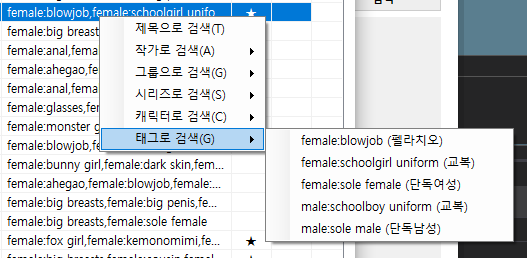 검색
female:blowjob,female:schoolgirl unifo... ★
female:big breast
female:anal,femal
female:ahegao,fe
female:anal,femal
female:glasses,fe
female:monster g
female:blowjob,fe
female:bunny girl,female:dark skin,fem...
female:ahegao,female:blowjob,female:...
female:big breasts,female:big penis,fe...
female:big breasts,female:sole female
female:fox girl,female:kemonomimi,fe... ★
제목으로 검색(T)
작가로 검색(A)
그룹으로 검색(G)
시리즈로 검색(S)
캐릭터로 검색(C)
태그로 검색(G)
female:blowjob (펠라치오)
female:schoolgirl uniform (교복)
female:sole female (단독여성)
male:schoolboy uniform (교복)
male:sole male (단독남성)